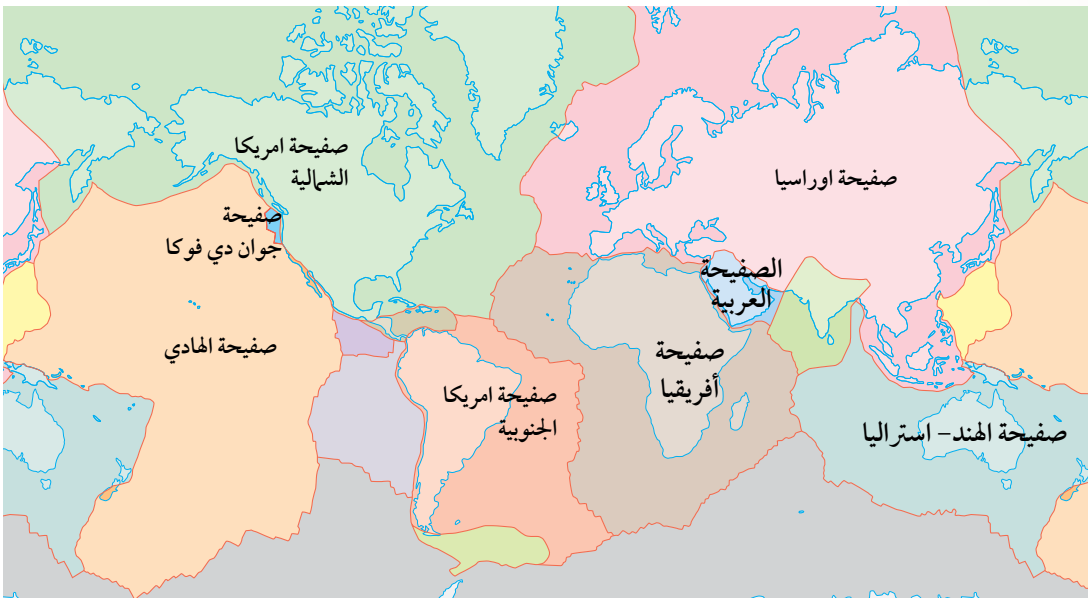 صفيحة امريكا
الشمالية
صفيحة اوراسيا
صفيحة
جوان دي فوكا
الصفيحة
العربية
صفيحة الهادي
صفيحة
أفريقيا
صفيحة امريكا
الجنوبية
صفيحة الهند– استراليا